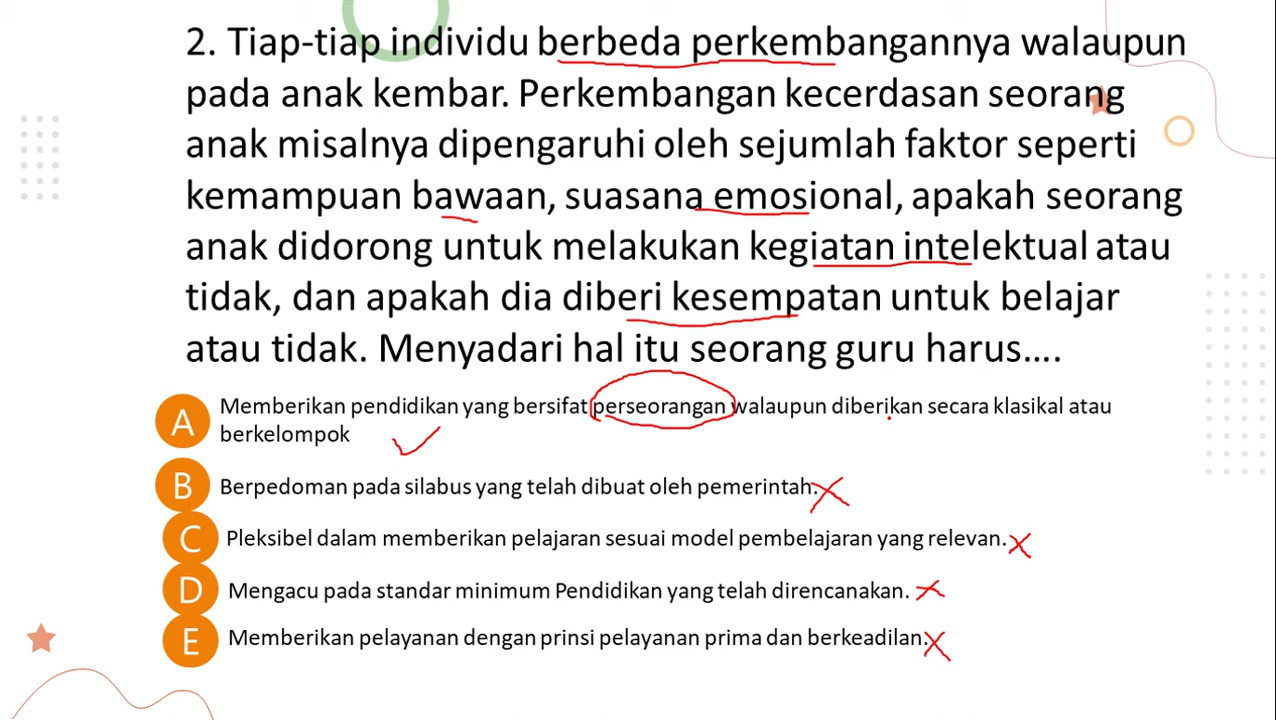 2. Tiap-tiap individu berbeda perkembangannya walaupun
pada anak kembar. Perkembangan kecerdasan seorang
anak misalnya dipengaruhi oleh sejumlah faktor seperti
kemampuan bawaan, suasana emosional, apakah seorang
anak didorong untuk melakukan kegiatan intelektual atau
tidak, dan apakah dia diberi kesempatan untuk belajar
atau tidak. Menyadari hal itu seorang guru harus....
A Memberikan pendidikan yang bersifat perseorangan walaupun diberikan secara klasikal atau
berkelompok
B Berpedoman pada silabus yang telah dibuat oleh pemerintah.
C Pleksibel dalam memberikan pelajaran sesuai model pembelajaran yang relevan.
D Mengacu pada standar minimum Pendidikan yang telah direncanakan.
E Memberikan pelayanan dengan prinsi pelayanan prima dan berkeadilan.